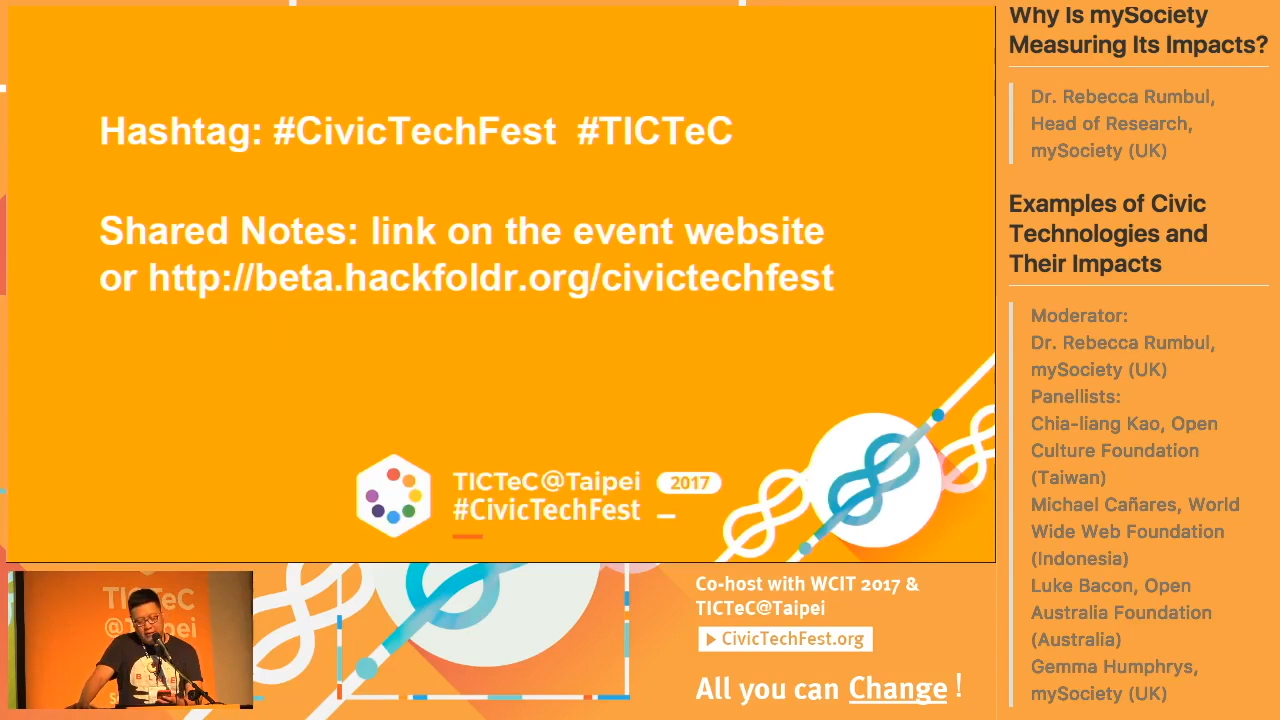 Hashtag: #CivicTechFest #TICTeC
Shared Notes: link on the event website
or http://beta.hackfoldr.org/civictechfest
TICTeC@Taipei 2017
#CivicTechFest
Why Is mySociety
Measuring Its Impacts?
Dr. Rebecca Rumbul,
Head of Research,
mySociety (UK)
Examples of Civic
Technologies and
Their Impacts
Moderator:
Dr. Rebecca Rumbul,
mySociety (UK)
Panellists:
Chia-liang Kao, Open
Culture Foundation
(Taiwan)
Michael Cañares, World
Wide Web Foundation
(Indonesia)
Luke Bacon, Open
Australia Foundation
(Australia)
Gemma Humphrys,
mySociety (UK)
TICTeC
@Taipei
Co-host with WCIT 2017 &
TICTeC@Taipei
CivicTechFest.org
All you can Change!